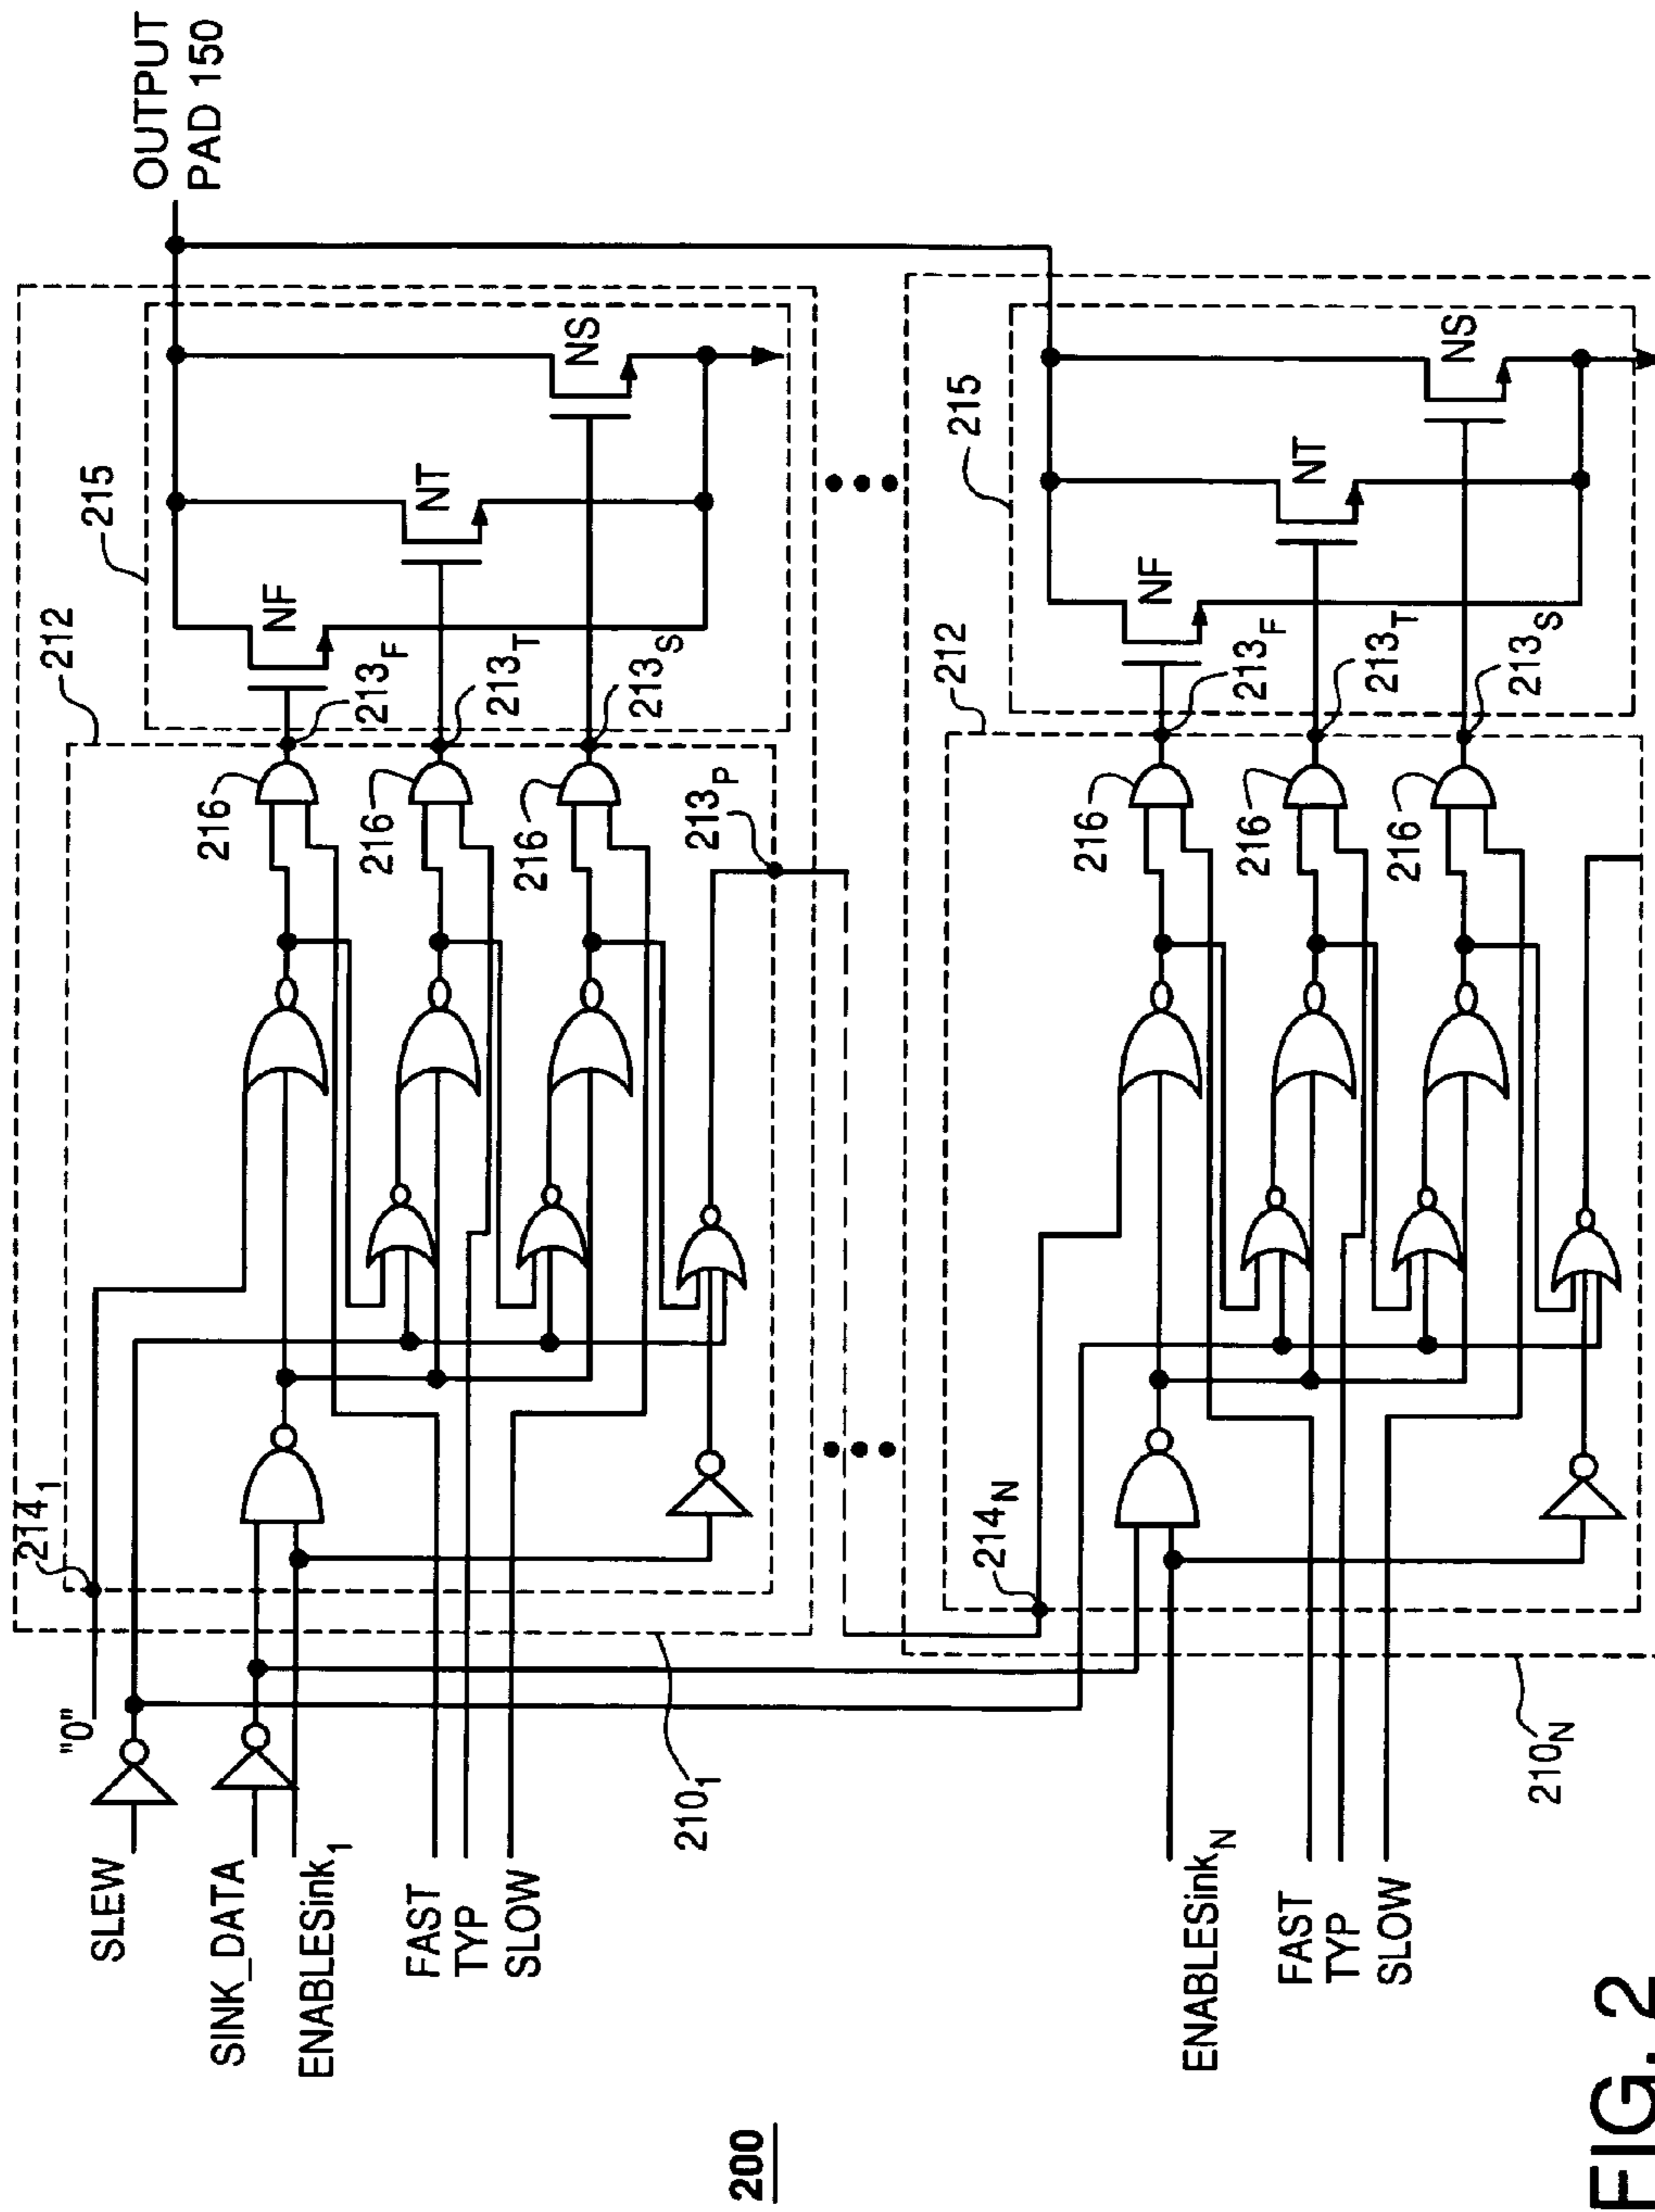 OUTPUT
PAD 150
215
212
NF
NT
NS
213F
213T
213S
216
216
216
213P
2141
"0"
SLEW
SINK_DATA
ENABLESink1
FAST
TYP
SLOW
2101
215
212
NF
NT
NS
213F
213T
213S
216
216
216
214N
ENABLESinkN
FAST
TYP
SLOW
210N
200
FIG. 2